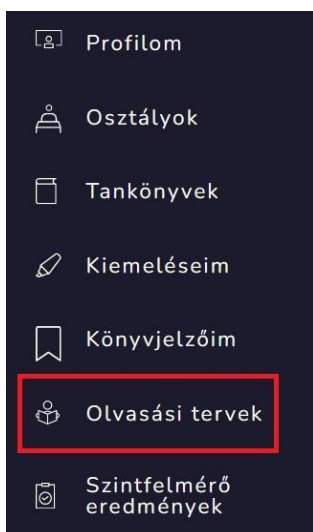 Profilom
Osztályok
Tankönyvek
Kiemeléseim
Könyvjelzőim
Olvasási tervek
Szintfelmérő
eredmények